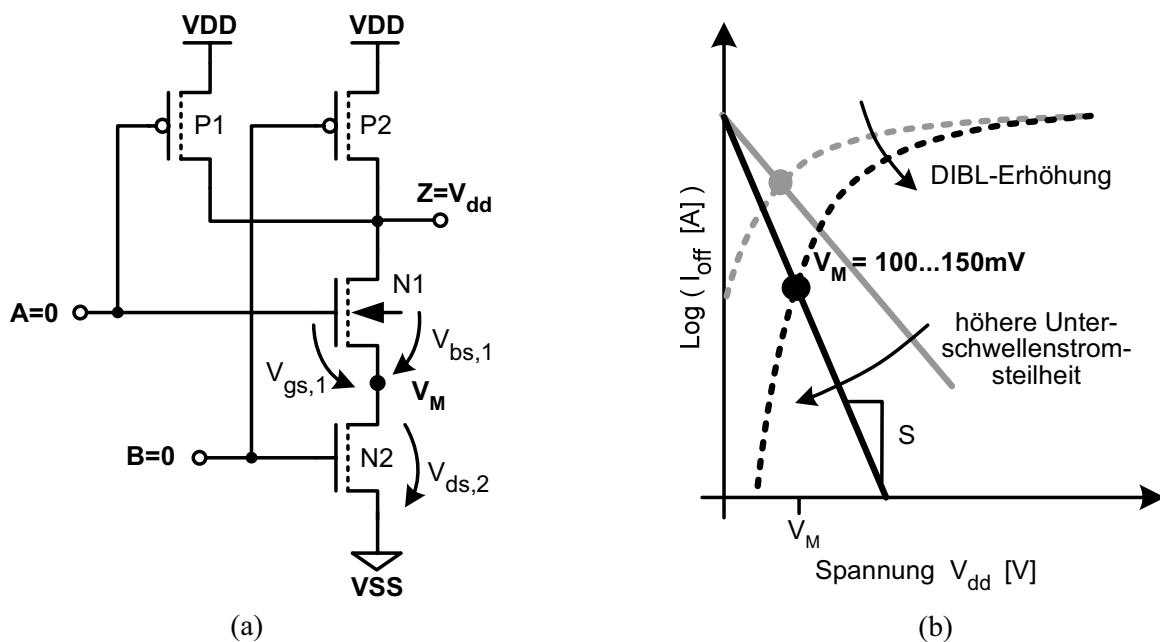 VDD
VDD
P1
P2
Z=Vdd
N1
A=0
Vbs,1
Vgs,1
VM
B=0
N2
Vds,2
VSS
(a)
Log ( Ioff [A] )
DIBL-Erhöhung
VM = 100...150mV
höhere Unter-
schwellenstrom-
steilheit
S
VM
Spannung Vdd [V]
(b)